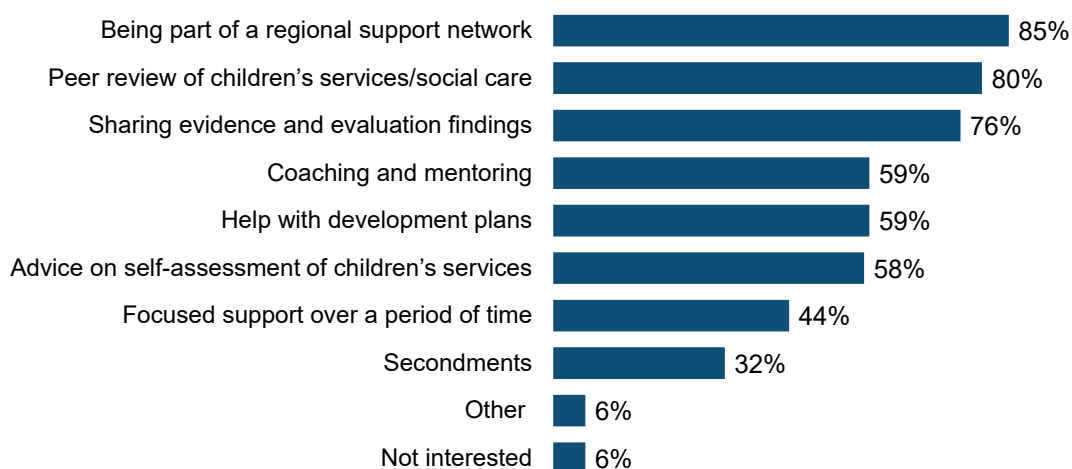 Being part of a regional support network 85%
Peer review of children’s services/social care 80%
Sharing evidence and evaluation findings 76%
Coaching and mentoring 59%
Help with development plans 59%
Advice on self-assessment of children’s services 58%
Focused support over a period of time 44%
Secondments 32%
Other 6%
Not interested 6%